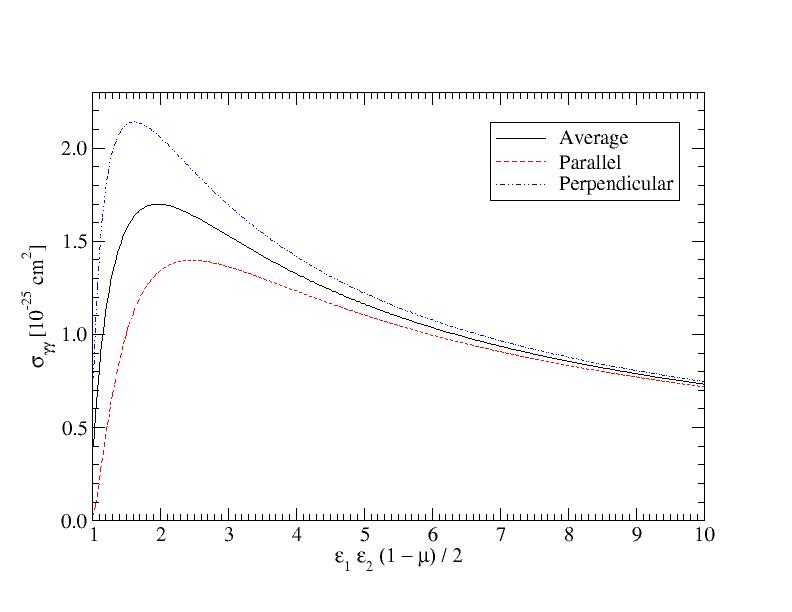 2.0
1.5
1.0
0.5
0.0
σγγ [10-25 cm2]
Average
Parallel
Perpendicular
1 2 3 4 5 6 7 8 9 10
ε1 ε2 (1 – μ) / 2